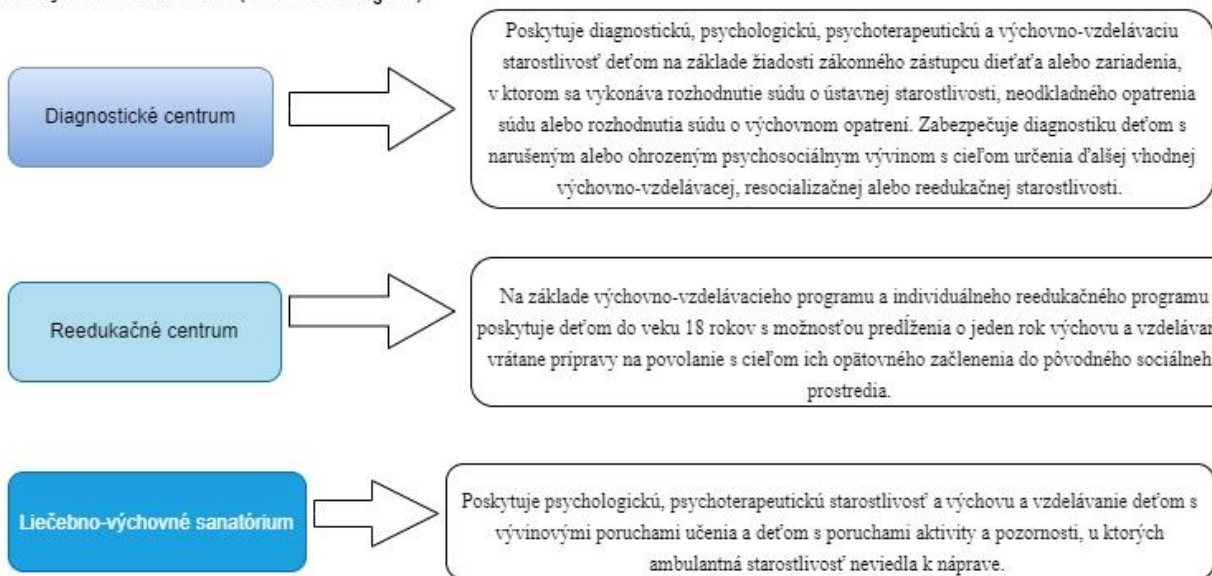 Diagnostické centrum
Poskytuje diagnostickú, psychologickú, psychoterapeutickú a výchovno-vzdelávaciu
starostlivosť deťom na základe žiadosti zákonného zástupcu dieťaťa alebo zariadenia,
v ktorom sa vykonáva rozhodnutie súdu o ústavnej starostlivosti, neodkladného opatrenia
súdu alebo rozhodnutia súdu o výchovnom opatrení. Zabezpečuje diagnostiku deťom s
narušeným alebo ohrozeným psychosociálnym vývinom s cieľom určenia ďalšej vhodnej
výchovno-vzdelávacej, resocializačnej alebo reedukačnej starostlivosti.
Reedukačné centrum
Na základe výchovno-vzdelávacieho programu a individuálneho reedukačného programu
poskytuje deťom do veku 18 rokov s možnosťou predĺženia o jeden rok výchovu a
vrátane prípravy na povolanie s cieľom ich opätovného začlenenia do pôvodného
prostredia.
Liečebno-výchovné sanatórium
Poskytuje psychologickú, psychoterapeutickú starostlivosť a výchovu a vzdelávanie deťom s
vývinovými poruchami učenia a deťom s poruchami aktivity a pozornosti, u ktorých
ambulantná starostlivosť neviedla k náprave.